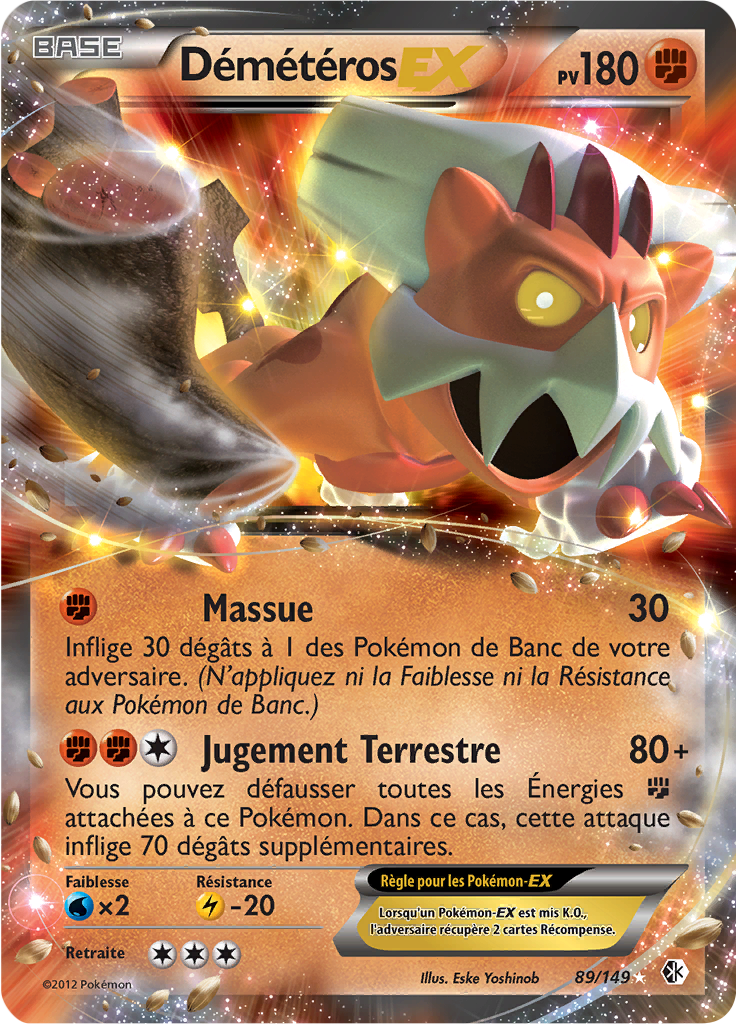 BASE
DémétérosEX
PV180
Massue 30
Inflige 30 dégâts à 1 des Pokémon de Banc de votre
adversaire. (N'appliquez ni la Faiblesse ni la Résistance
aux Pokémon de Banc.)
Jugement Terrestre 80+
Vous pouvez défausser toutes les Énergies
attachées à ce Pokémon. Dans ce cas, cette attaque
inflige 70 dégâts supplémentaires.
Faiblesse Résistance
×2 -20
Retraite
Règle pour les Pokémon-EX
Lorsqu'un Pokémon-EX est mis K.O.,
l'adversaire récupère 2 cartes Récompense.
©2012 Pokémon
Illus. Eske Yoshinob
89/149